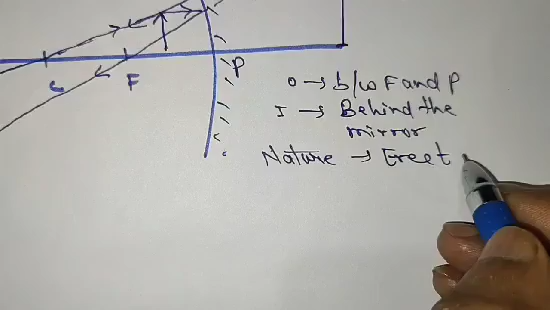 C F P
O → b/w F and P
I → Behind the
mirror
Nature → Erect